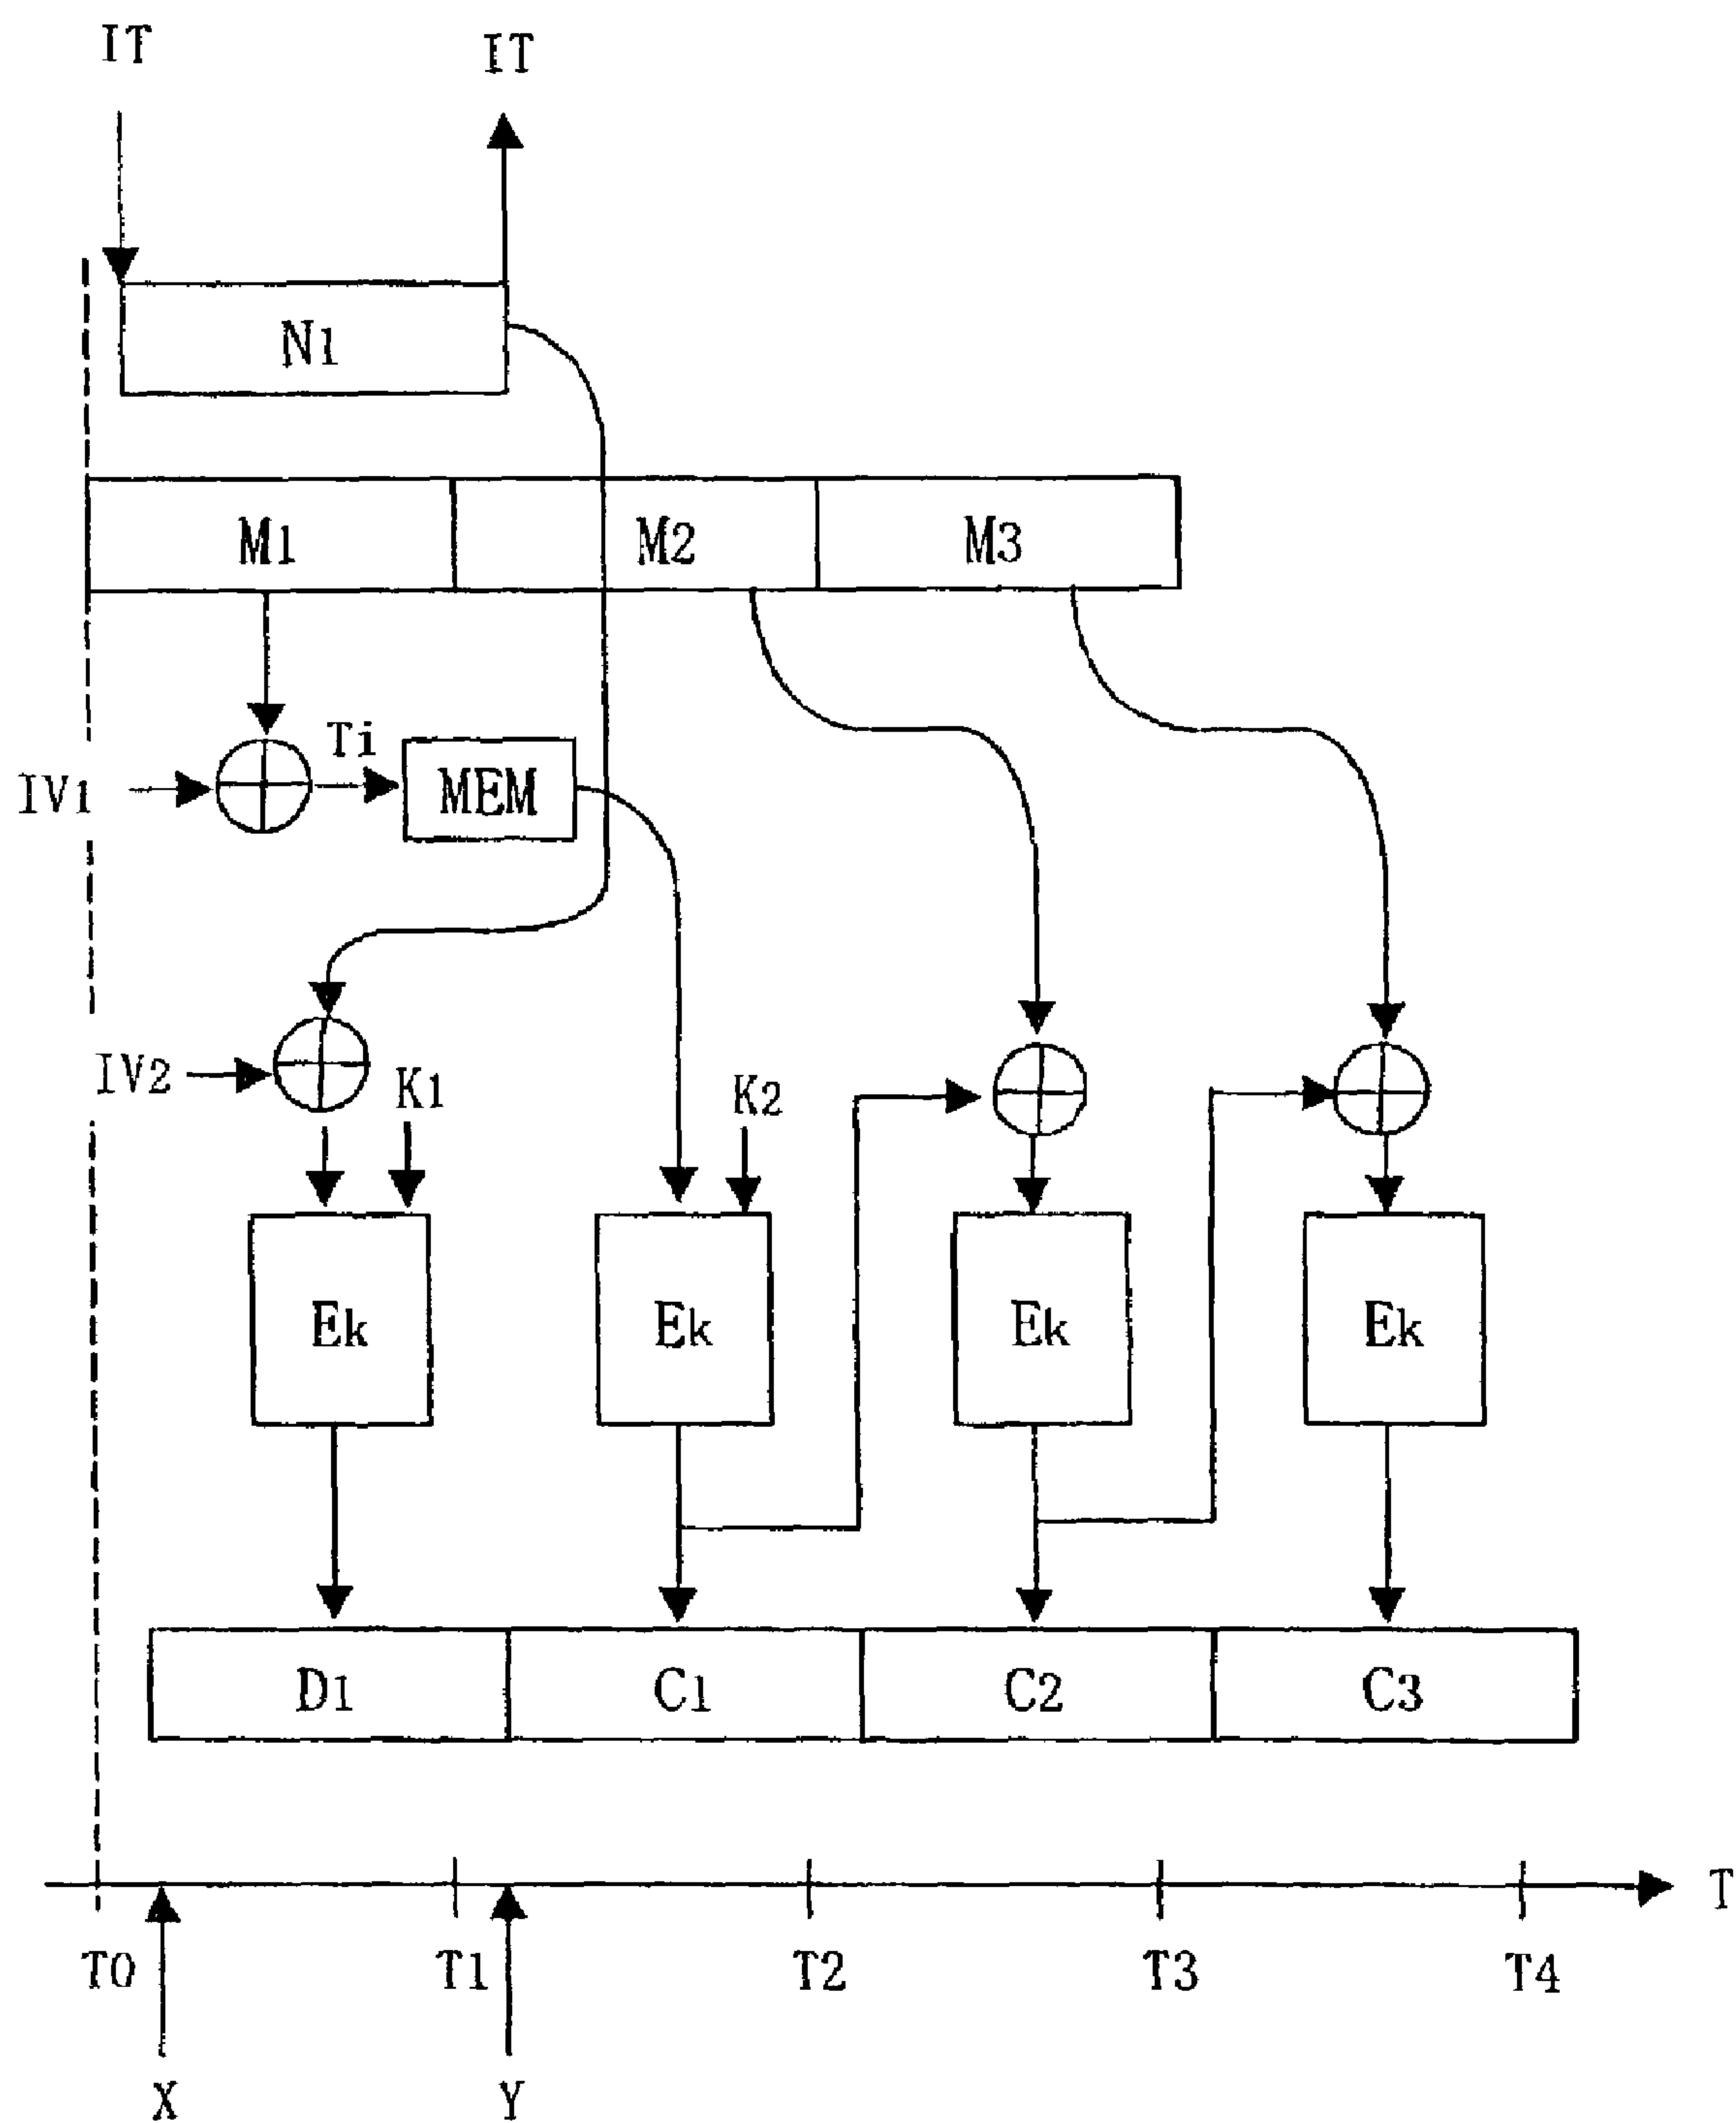 IT IT
N1
M1 M2 M3
Ti
IV1 MEM
IV2 K1 K2
Ek Ek Ek Ek
D1 C1 C2 C3
T
T0 T1 T2 T3 T4
X Y